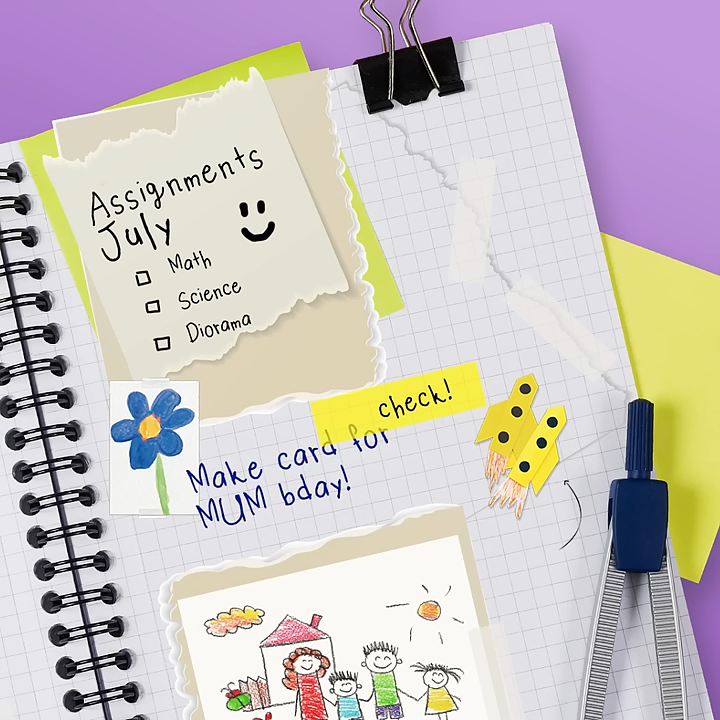 Assignments
July
Math
Science
Diorama
check!
Make card for
MUM bday!